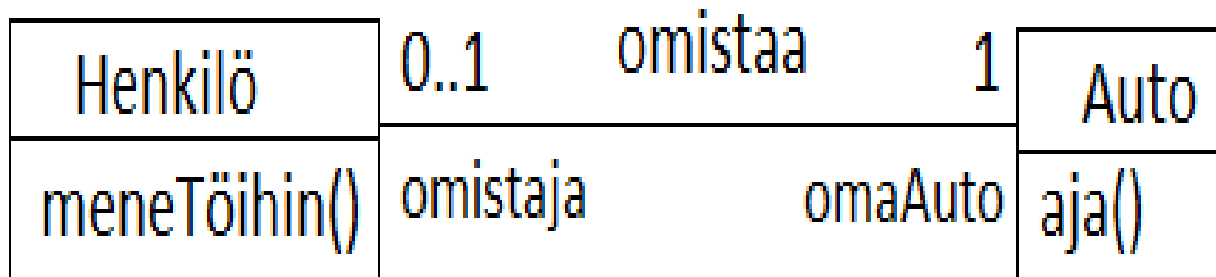 Henkilö
0..1 omistaa 1
Auto
meneTöihin()
omistaja omaAuto
aja()